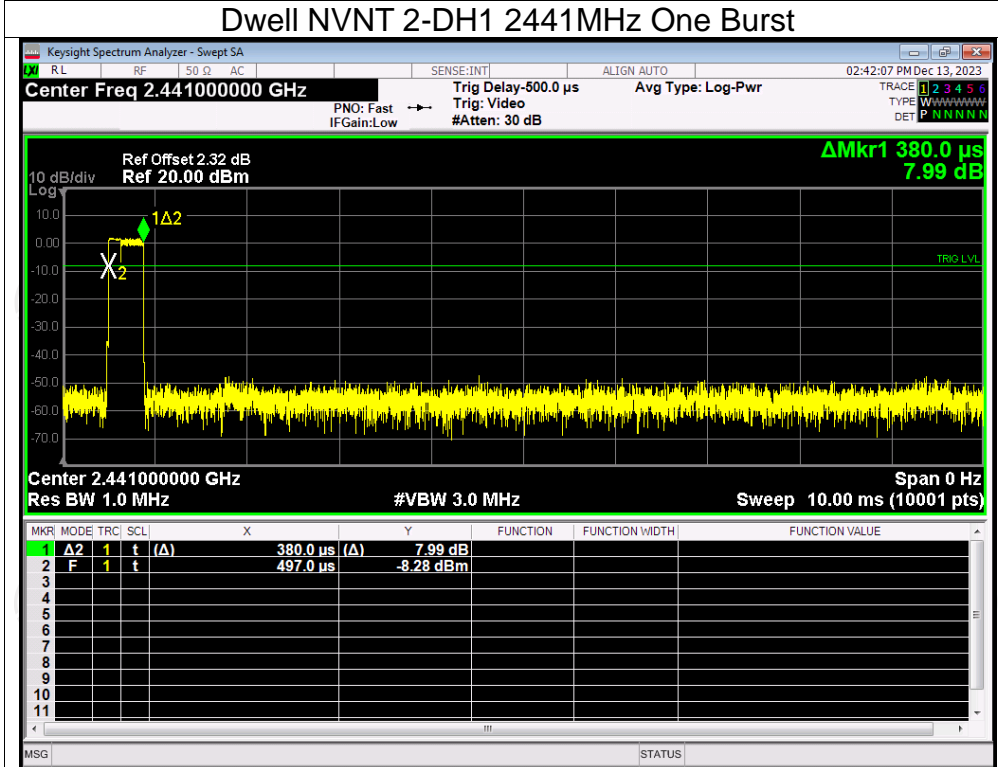 Dwell NVNT 2-DH1 2441MHz One Burst
Keysight Spectrum Analyzer - Swept SA
LXI RL RF 50 Ω AC SENSE:INT ALIGN AUTO 02:42:07 PM Dec 13, 2023
Center Freq 2.441000000 GHz Trig Delay-500.0 µs Avg Type: Log-Pwr TRACE 1 2 3 4 5 6
PNO: Fast Trig: Video TYPE WWWWWW
IFGain:Low #Atten: 30 dB DET P NNNNN
ΔMkr1 380.0 µs
7.99 dB
Ref Offset 2.32 dB
10 dB/div Ref 20.00 dBm
Log
10.0
1Δ2
0.00
TRIG LVL
-10.0
X2
-20.0
-30.0
-40.0
-50.0
-60.0
-70.0
Center 2.441000000 GHz Span 0 Hz
Res BW 1.0 MHz #VBW 3.0 MHz Sweep 10.00 ms (10001 pts)
MKR MODE TRC SCL X Y FUNCTION FUNCTION WIDTH FUNCTION VALUE
1 Δ2 1 t (Δ) 380.0 µs (Δ) 7.99 dB
2 F 1 t 497.0 µs -8.28 dBm
3
4
5
6
7
8
9
10
11
MSG STATUS